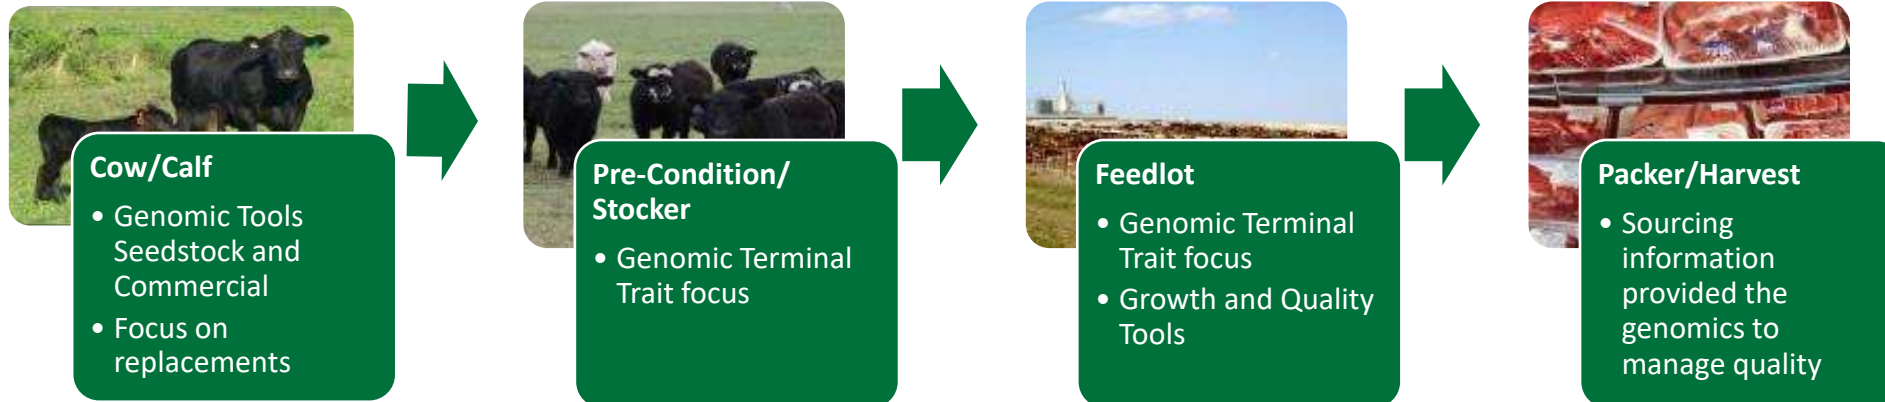 Cow/Calf
• Genomic Tools
Seedstock and
Commercial
• Focus on
replacements
Pre-Condition/
Stocker
• Genomic Terminal
Trait focus
Feedlot
• Genomic Terminal
Trait focus
• Growth and Quality
Tools
Packer/Harvest
• Sourcing
information
provided the
genomics to
manage quality